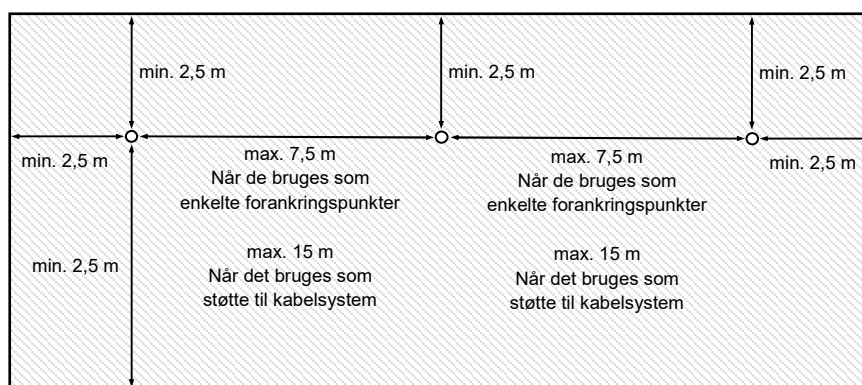 min. 2,5 m
min. 2,5 m
min. 2,5 m
min. 2,5 m
max. 7,5 m
Når de bruges som
enkelte forankringspunkter
max. 7,5 m
Når de bruges som
enkelte forankringspunkter
min. 2,5 m
min. 2,5 m
max. 15 m
Når det bruges som
støtte til kabelsystem
max. 15 m
Når det bruges som
støtte til kabelsystem